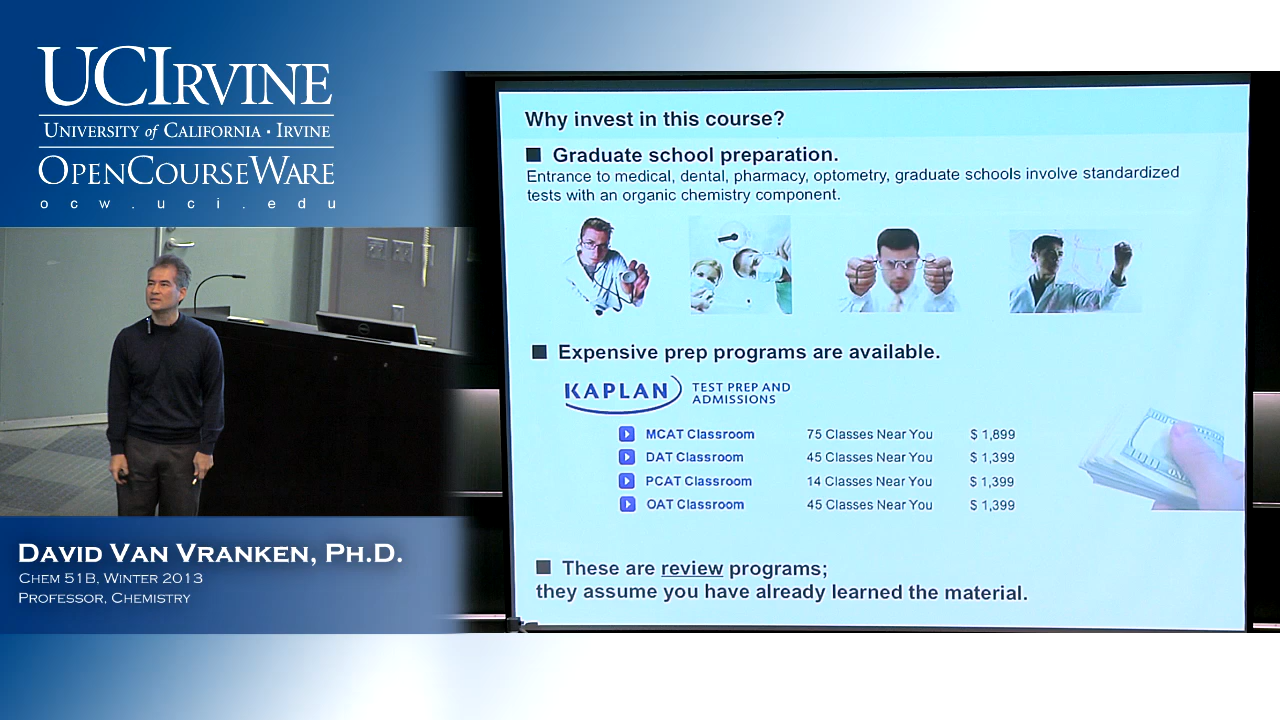 UCIRVINE
UNIVERSITY of CALIFORNIA · IRVINE
OPENCOURSEWARE
ocw.uci.edu
DAVID VAN VRANKEN, PH.D.
CHEM 51B, WINTER 2013
PROFESSOR, CHEMISTRY
Why invest in this course?
Graduate school preparation.
Entrance to medical, dental, pharmacy, optometry, graduate schools involve standardized
tests with an organic chemistry component.
Expensive prep programs are available.
KAPLAN TEST PREP AND
ADMISSIONS
MCAT Classroom 75 Classes Near You $ 1,899
DAT Classroom 45 Classes Near You $ 1,399
PCAT Classroom 14 Classes Near You $ 1,399
OAT Classroom 45 Classes Near You $ 1,399
100
These are review programs;
they assume you have already learned the material.